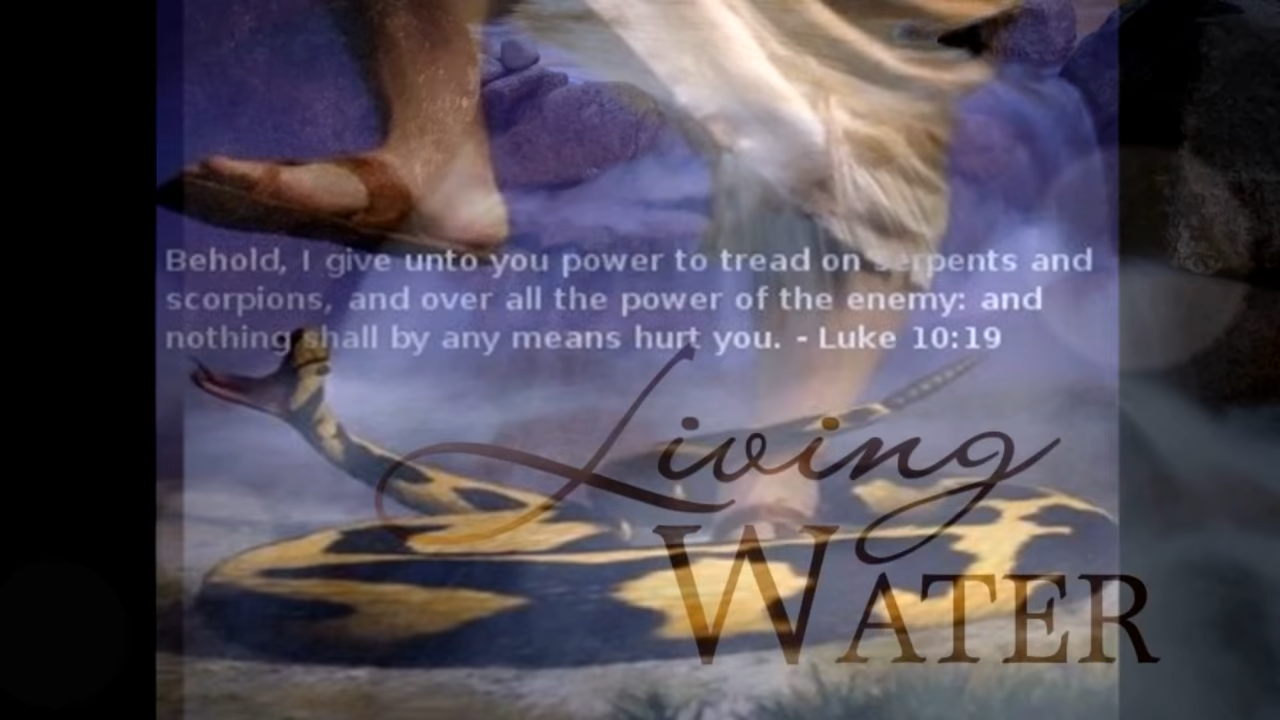 Behold, I give unto you power to tread on serpents and
scorpions, and over all the power of the enemy: and
nothing shall by any means hurt you. - Luke 10:19
Living
WATER